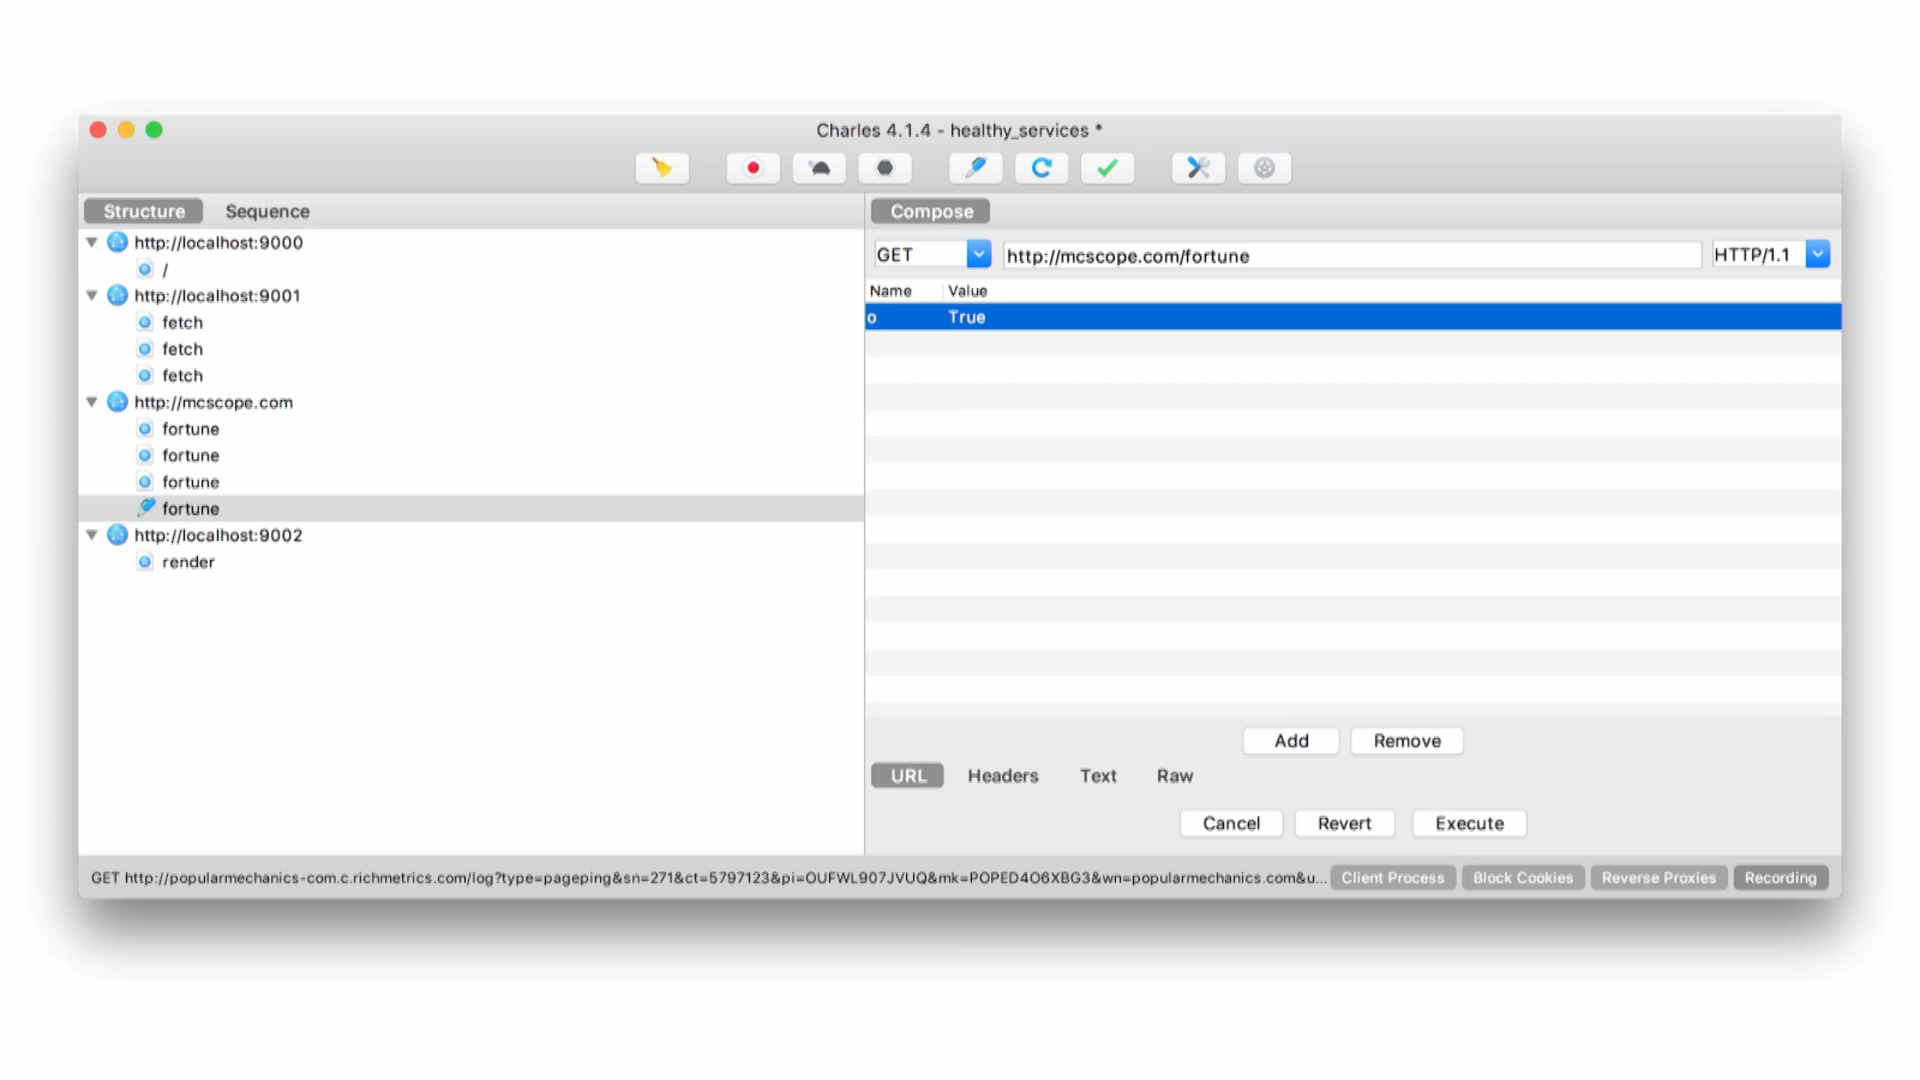 Charles 4.1.4 - healthy_services *
Structure Sequence
http://localhost:9000
/
http://localhost:9001
fetch
fetch
fetch
http://mcscope.com
fortune
fortune
fortune
fortune
http://localhost:9002
render
Compose
GET http://mcscope.com/fortune HTTP/1.1
Name Value
o True
Add Remove
URL Headers Text Raw
Cancel Revert Execute
GET http://popularmechanics-com.c.richmetrics.com/log?type=pageping&sn=271&ct=5797123&pi=OUFWL907JVUQ&mk=POPED4O6XBG3&wn=popularmechanics.com&u... Client Process Block Cookies Reverse Proxies Recording